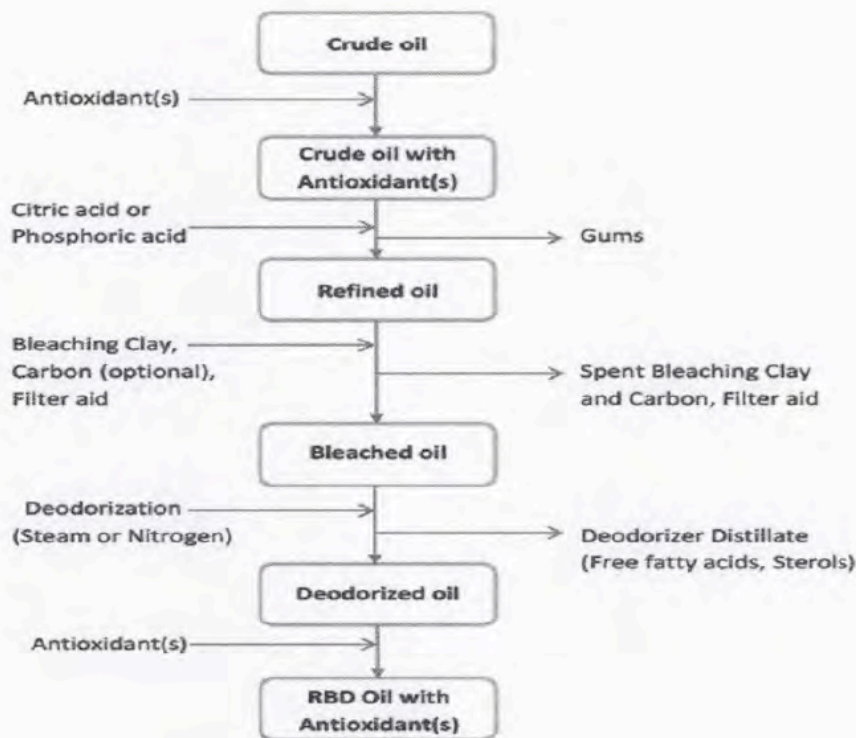 Crude oil
Antioxidant(s)
Crude oil with
Antioxidant(s)
Citric acid or
Phosphoric acid
Gums
Refined oil
Bleaching Clay,
Carbon (optional),
Filter aid
Spent Bleaching Clay
and Carbon, Filter aid
Bleached oil
Deodorization
(Steam or Nitrogen)
Deodorizer Distillate
(Free fatty acids, Sterols)
Deodorized oil
Antioxidant(s)
RBD Oil with
Antioxidant(s)